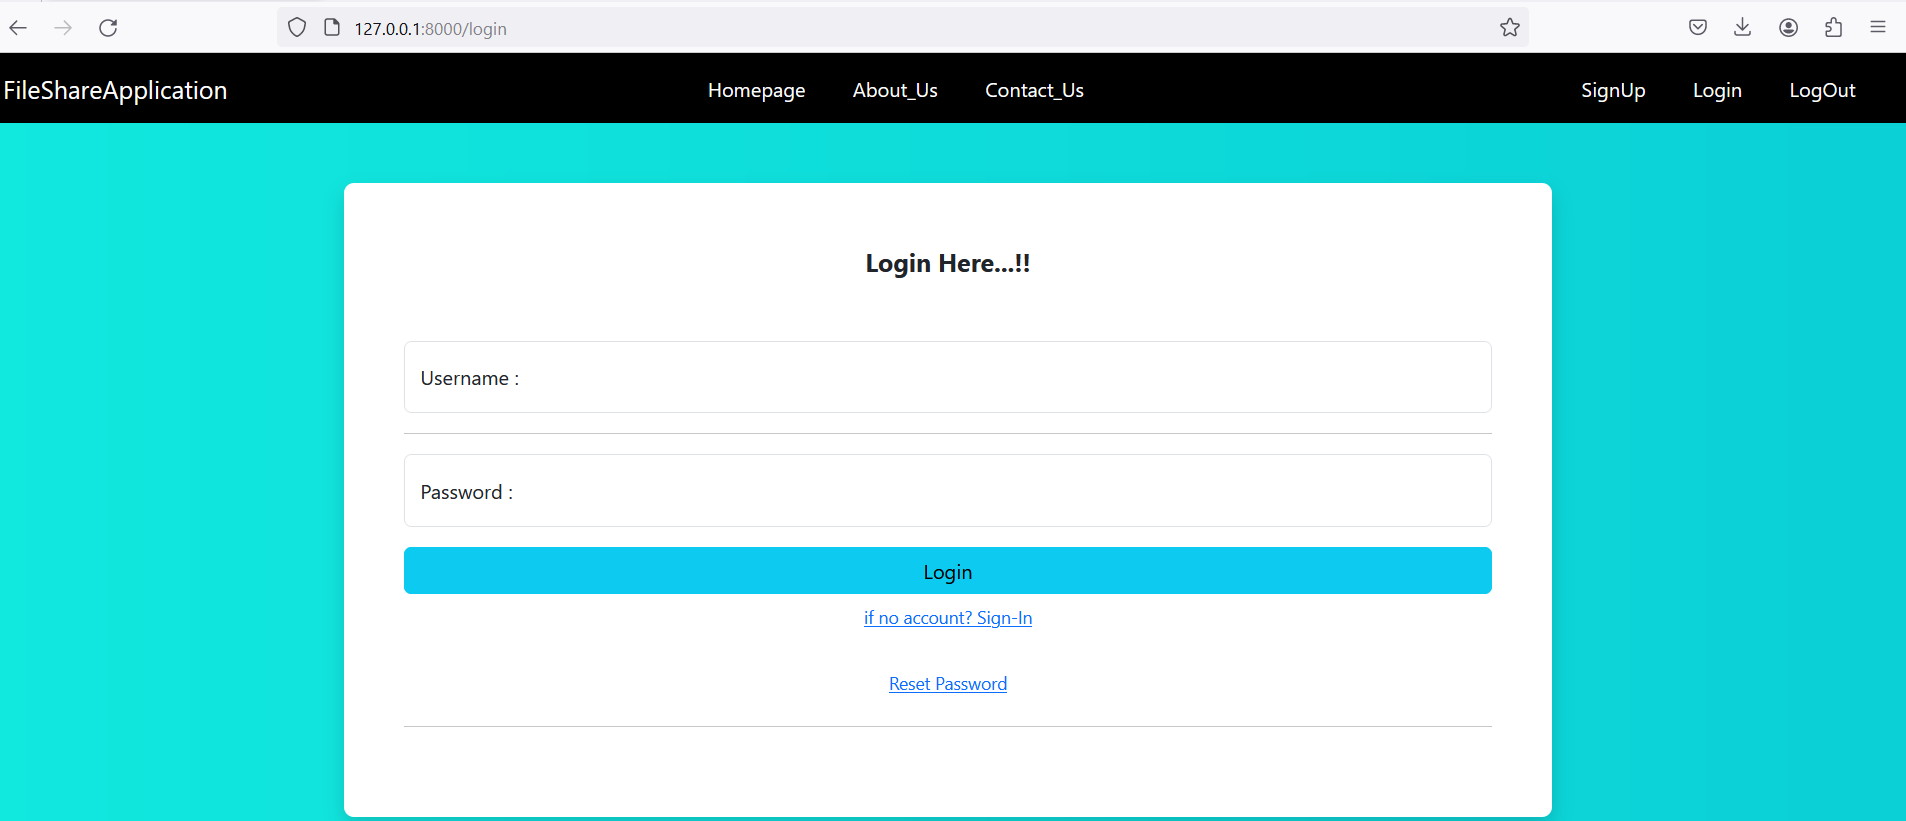 127.0.0.1:8000/login
FileShareApplication Homepage About_Us Contact_Us SignUp Login LogOut
Login Here...!!
Username :
Password :
Login
if no account? Sign-In
Reset Password